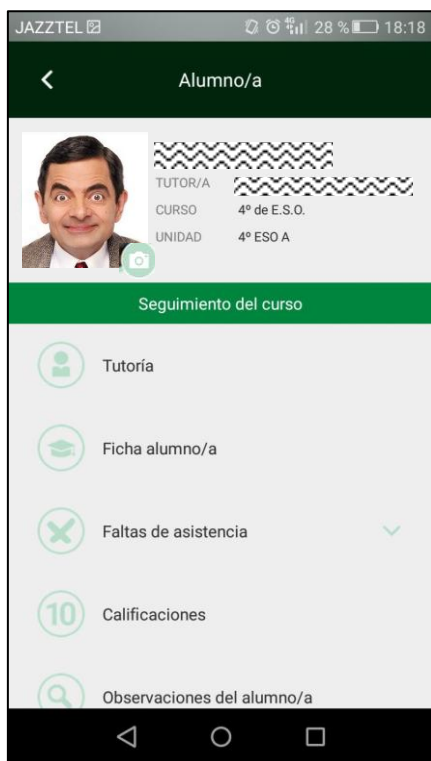 JAZZTEL 4G 28 % 18:18
Alumno/a
TUTOR/A
CURSO 4º de E.S.O.
UNIDAD 4º ESO A
Seguimiento del curso
Tutoría
Ficha alumno/a
Faltas de asistencia
10 Calificaciones
Observaciones del alumno/a